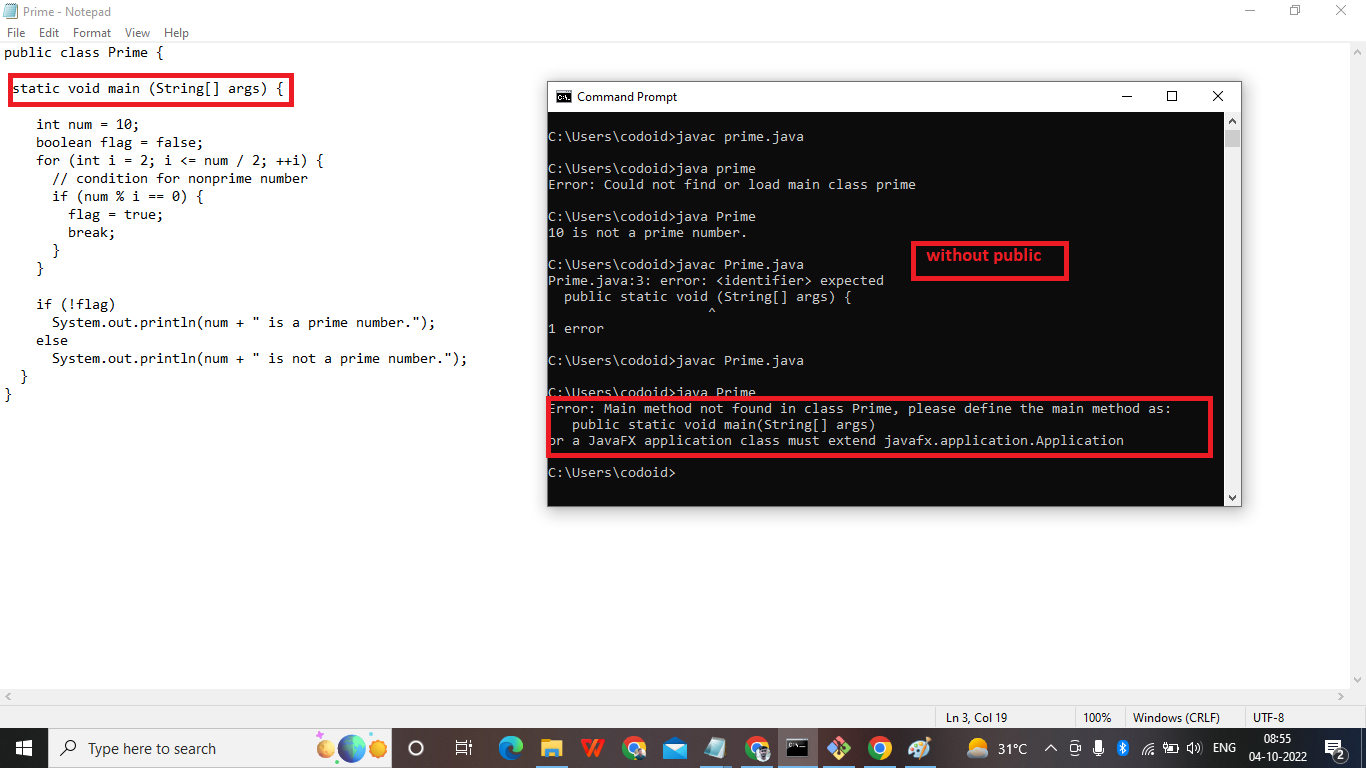 Prime - Notepad
File Edit Format View Help
public class Prime {
static void main (String[] args) {
int num = 10;
boolean flag = false;
for (int i = 2; i <= num / 2; ++i) {
// condition for nonprime number
if (num % i == 0) {
flag = true;
break;
}
}
if (!flag)
System.out.println(num + " is a prime number.");
else
System.out.println(num + " is not a prime number.");
}
}
Command Prompt
C:\Users\codoid>javac prime.java
C:\Users\codoid>java prime
Error: Could not find or load main class prime
C:\Users\codoid>java Prime
10 is not a prime number.
without public
C:\Users\codoid>javac Prime.java
Prime.java:3: error: <identifier> expected
public static void (String[] args) {
^
1 error
C:\Users\codoid>javac Prime.java
C:\Users\codoid>java Prime
Error: Main method not found in class Prime, please define the main method as:
public static void main(String[] args)
or a JavaFX application class must extend javafx.application.Application
C:\Users\codoid>
Ln 3, Col 19
100%
Windows (CRLF)
UTF-8
Type here to search
31°C
ENG
08:55
04-10-2022
2